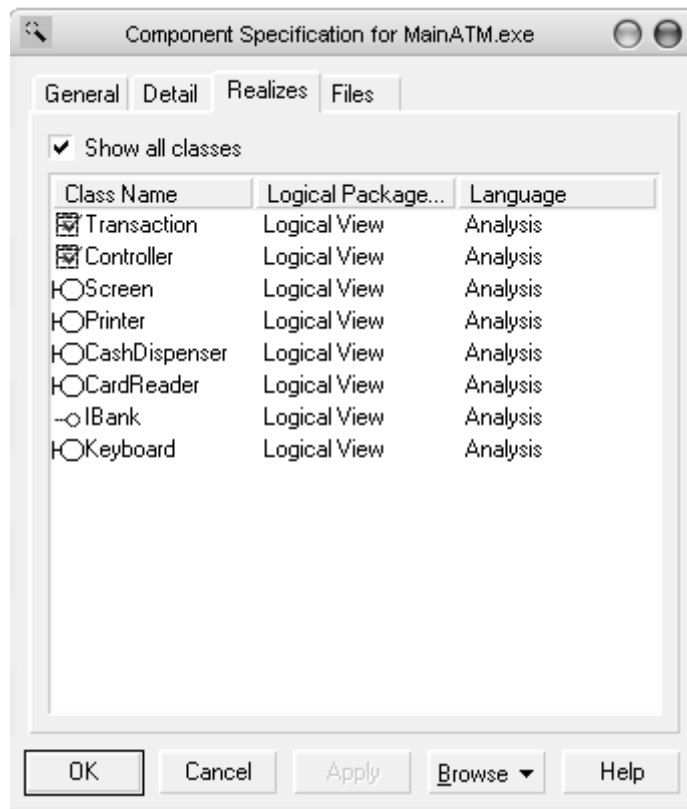 Component Specification for MainATM.exe
General Detail Realizes Files
Show all classes
Class Name Logical Package... Language
Transaction Logical View Analysis
Controller Logical View Analysis
Screen Logical View Analysis
Printer Logical View Analysis
CashDispenser Logical View Analysis
CardReader Logical View Analysis
IBank Logical View Analysis
Keyboard Logical View Analysis
OK Cancel Apply Browse Help